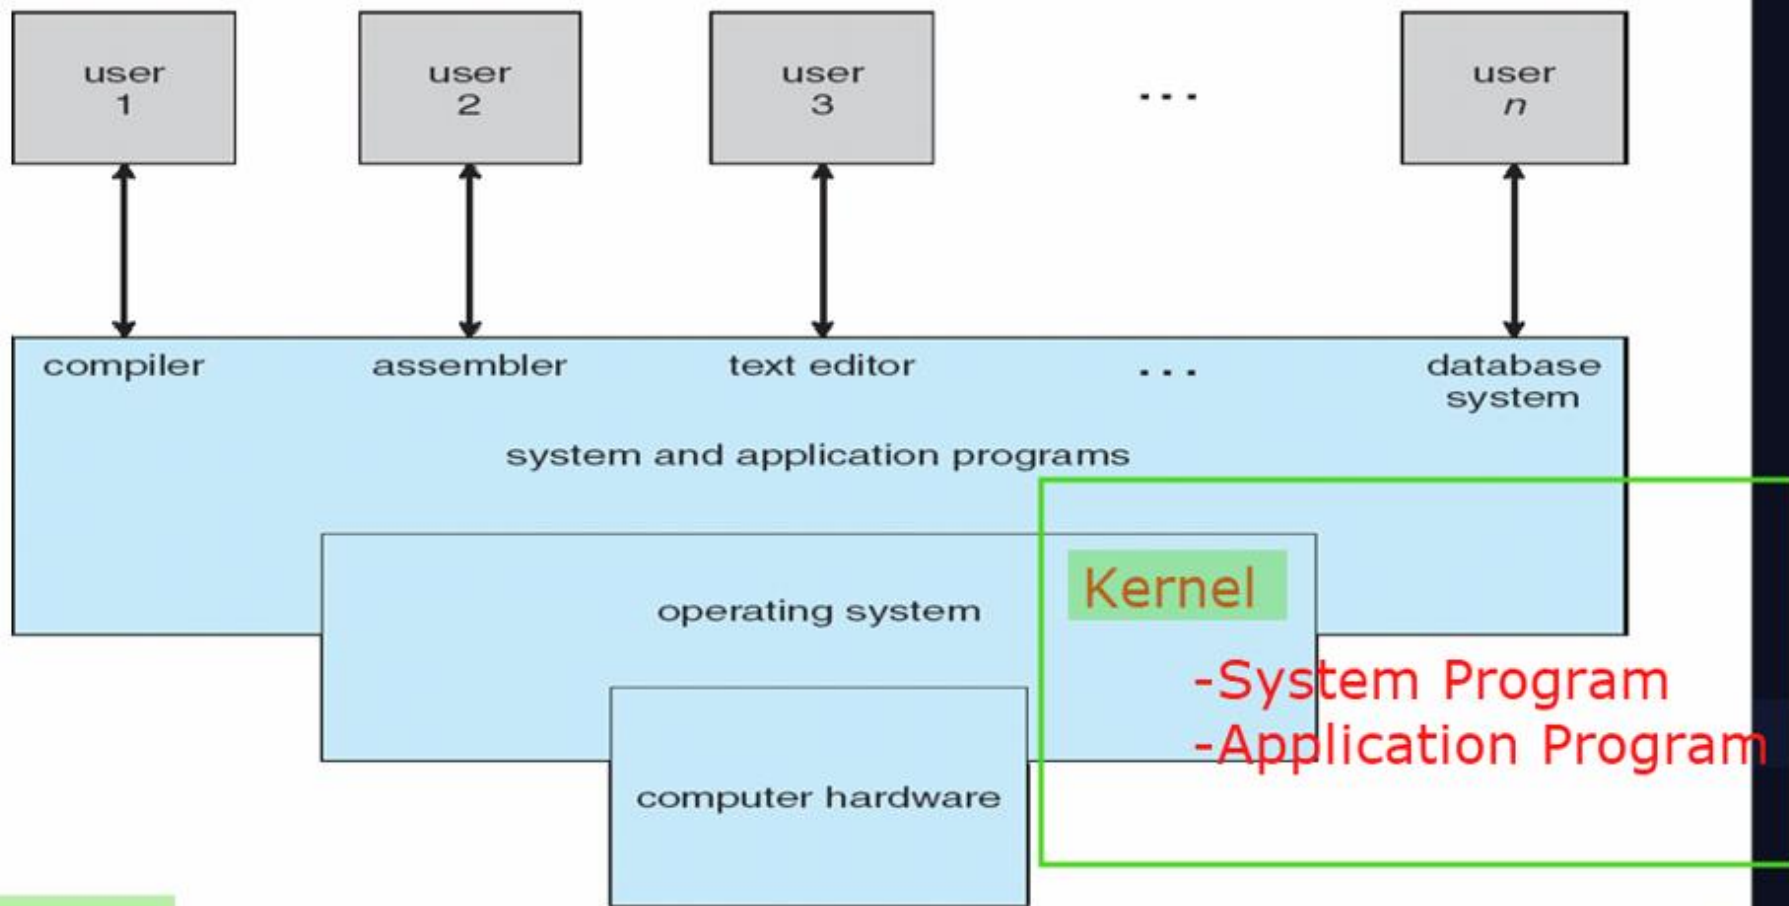 user
1
user
2
user
3
...
user
n
compiler
assembler
text editor
...
database
system
system and application programs
Kernel
operating system
-System Program
-Application Program
computer hardware